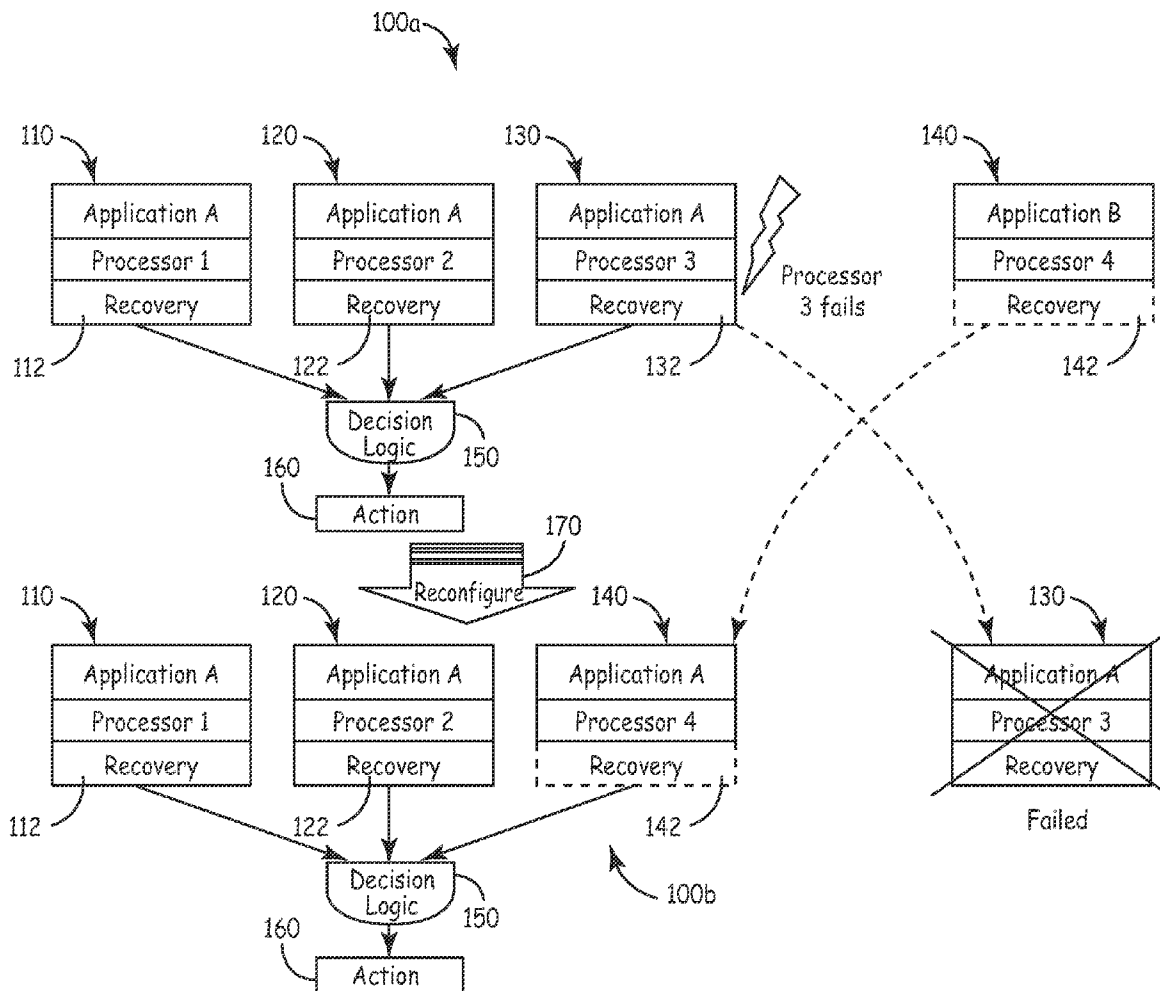 100a
110
120
130
140
Application A
Application A
Application A
Application B
Processor 1
Processor 2
Processor 3
Processor 4
Recovery
Recovery
Recovery
Recovery
Processor
3 fails
112
122
132
142
Decision
Logic
150
160
Action
170
Reconfigure
110
120
140
130
Application A
Application A
Application A
Application A
Processor 1
Processor 2
Processor 4
Processor 3
Recovery
Recovery
Recovery
Recovery
112
122
142
Failed
Decision
Logic
150
100b
160
Action